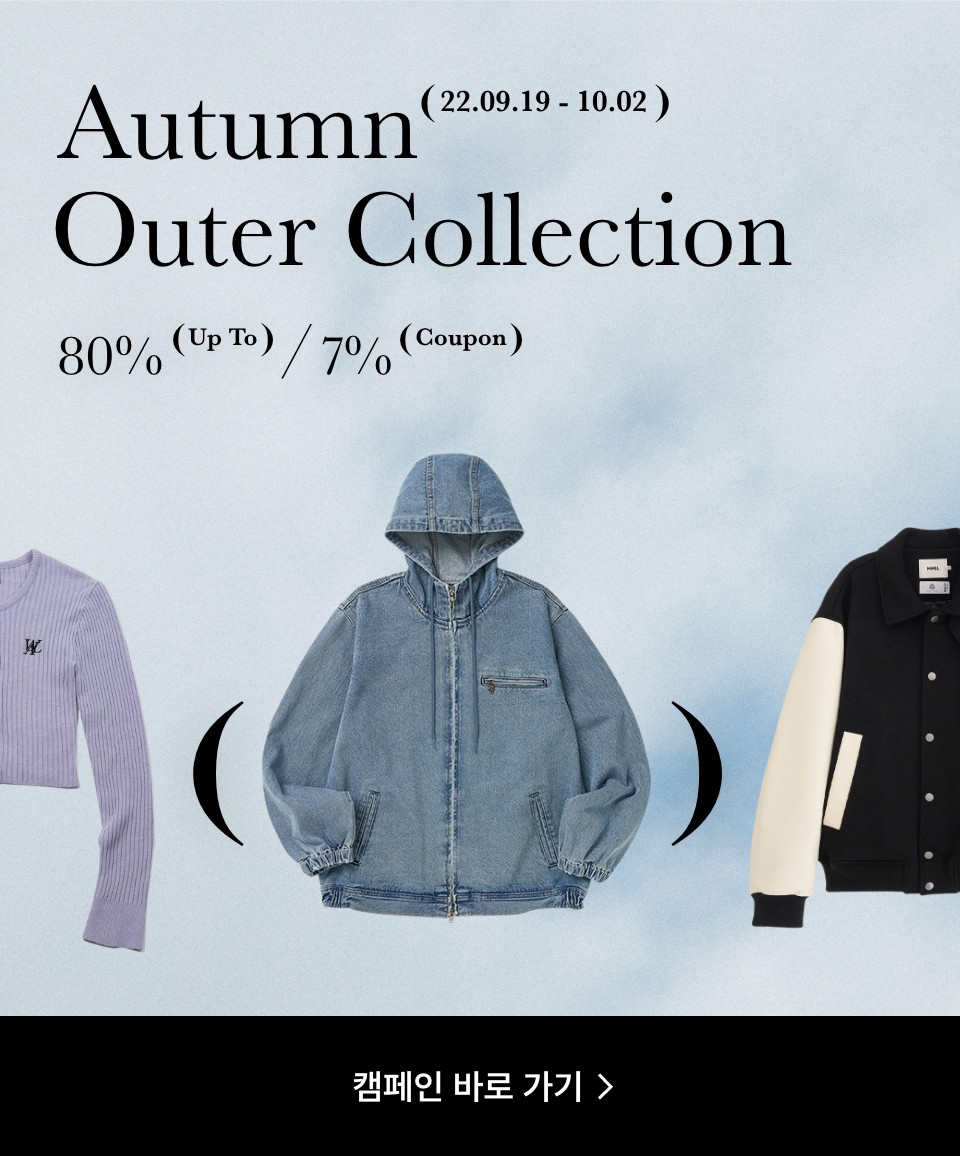 Autumn ( 22.09.19 - 10.02 )
Outer Collection
80% (Up To) / 7% (Coupon)
캠페인 바로 가기 >